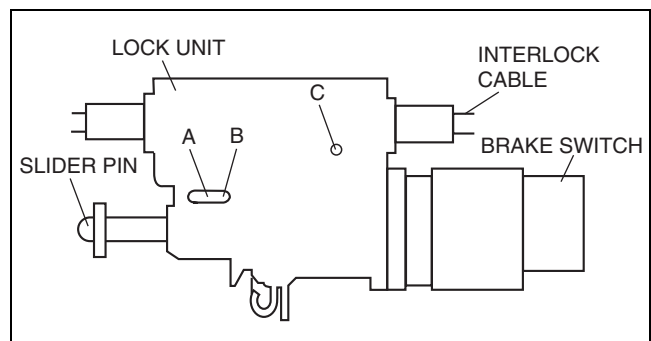 LOCK UNIT
INTERLOCK
CABLE
C
A B
BRAKE SWITCH
SLIDER PIN